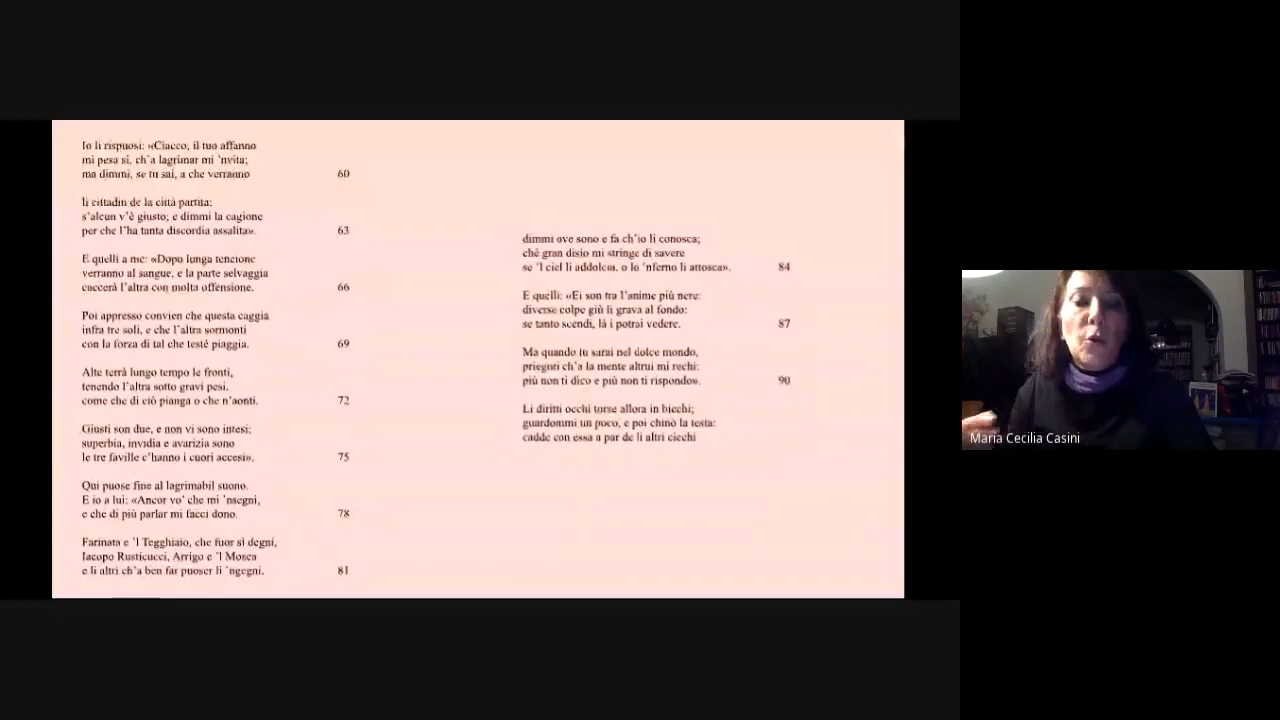 Io li rispuosi: «Ciacco, il tuo affanno
mi pesa sì, ch'a lagrimar mi 'nvita;
ma dimmi, se tu sai, a che verranno
60
li cittadin de la città partita;
s'alcun v'è giusto; e dimmi la cagione
per che l'ha tanta discordia assalita».
63
E quelli a me: «Dopo lunga tencione
verranno al sangue, e la parte selvaggia
caccerà l'altra con molta offensione.
66
Poi appresso convien che questa caggia
infra tre soli, e che l'altra sormonti
con la forza di tal che testé piaggia.
69
Alte terrà lungo tempo le fronti,
tenendo l'altra sotto gravi pesi,
come che di ciò pianga o che n'aonti.
72
Giusti son due, e non vi sono intesi;
superbia, invidia e avarizia sono
le tre faville c'hanno i cuori accesi».
75
Qui puose fine al lagrimabil suono.
E io a lui: «Ancor vo' che mi 'nsegni,
e che di più parlar mi facci dono.
78
Farinata e 'l Tegghiaio, che fuor sì degni,
Iacopo Rusticucci, Arrigo e 'l Mosca
e li altri ch'a ben far puoser li 'ngegni,
81
dimmi ove sono e fa ch'io li conosca;
ché gran disio mi stringe di savere
se 'l ciel li addolcia, o lo 'nferno li attosca».
84
E quelli: «Ei son tra l'anime più nere:
diverse colpe giù li grava al fondo:
se tanto scendi, là i potrai vedere.
87
Ma quando tu sarai nel dolce mondo,
priegoti ch'a la mente altrui mi rechi:
più non ti dico e più non ti rispondo».
90
Li diritti occhi torse allora in biechi;
guardommi un poco, e poi chinò la testa:
cadde con essa a par de li altri ciechi
Maria Cecilia Casini